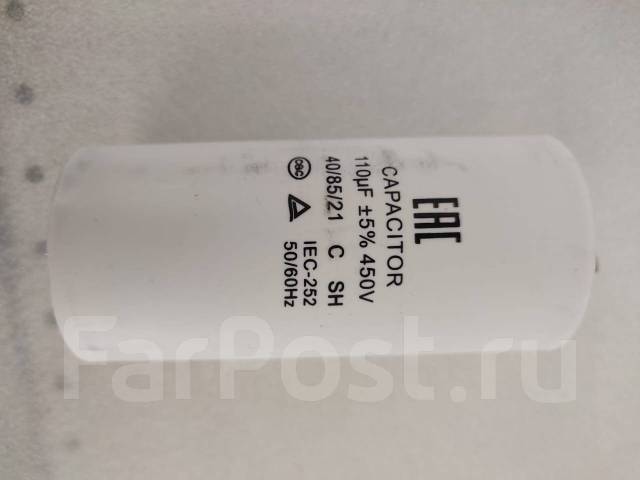 EAC
CAPACITOR
110µF ±5% 450V
40/85/21 C SH
IEC-252
50/60Hz
FarPost.ru